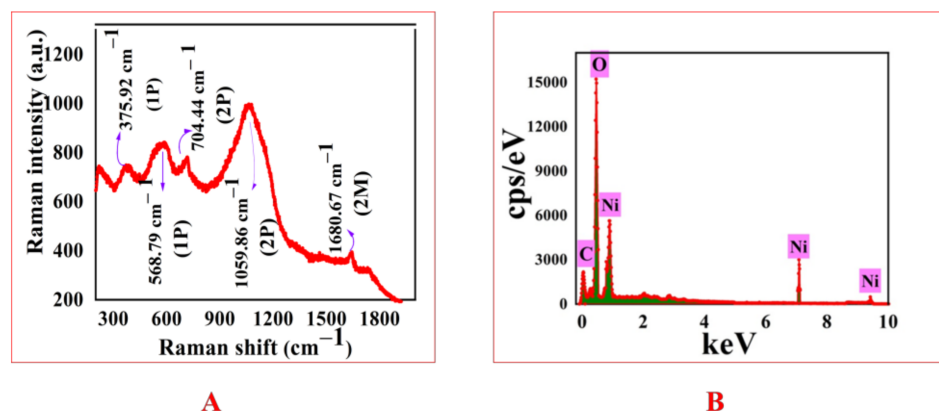 Raman intensity (a.u.)
1200
1000
800
600
400
200
375.92 cm−1
(1P)
704.44 cm−1
(2P)
568.79 cm−1
(1P)
1059.86 cm−1
(2P)
1680.67 cm−1
(2M)
300 600 900 1200 1500 1800
Raman shift (cm−1)
A
cps/eV
15000
12000
9000
6000
3000
0
O
Ni
C
Ni
Ni
0 2 4 6 8 10
keV
B